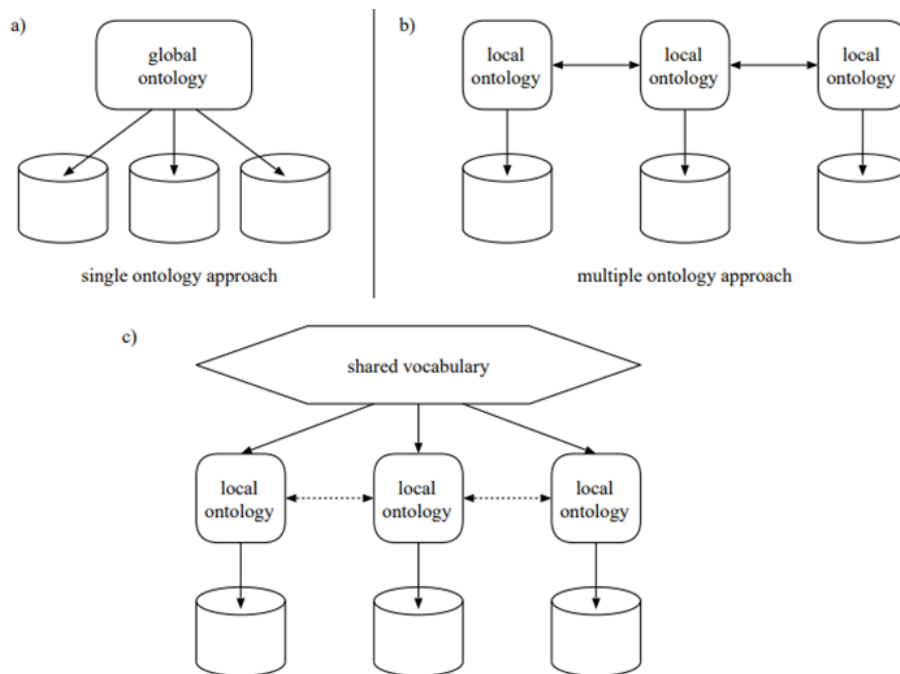 a)
global
ontology
single ontology approach
b)
local
ontology
local
ontology
local
ontology
multiple ontology approach
c)
shared vocabulary
local
ontology
local
ontology
local
ontology